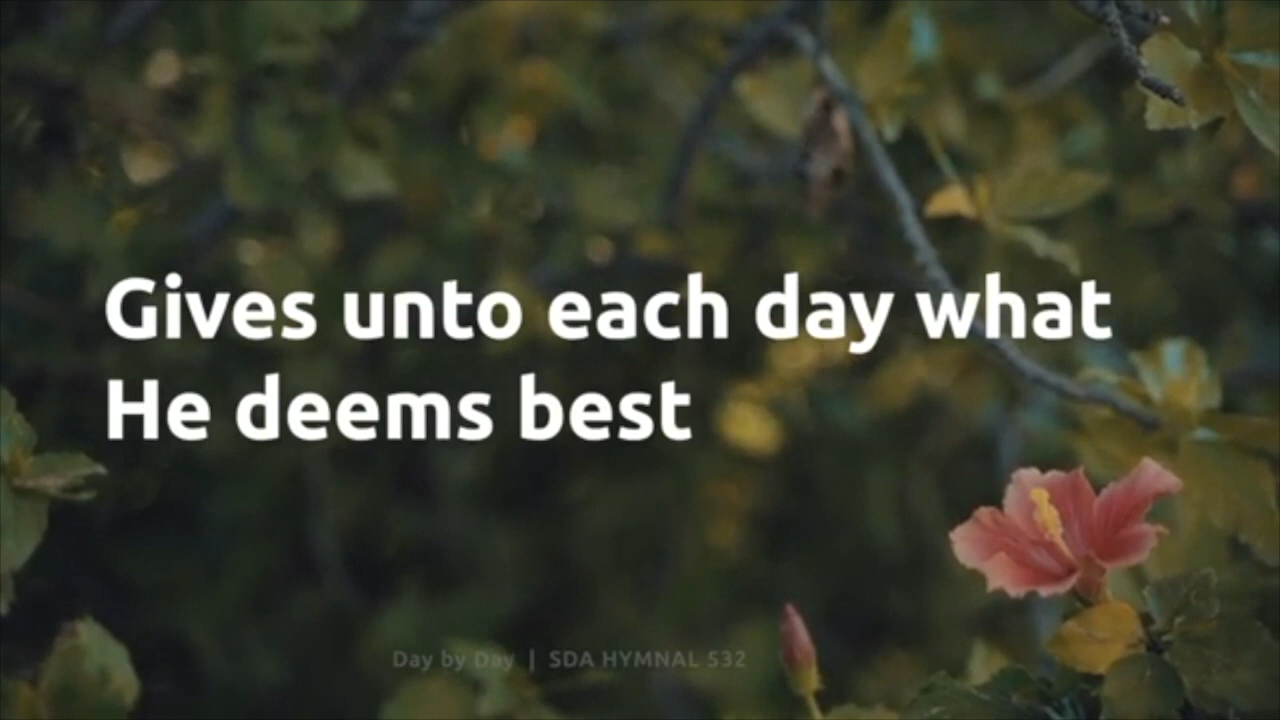 Gives unto each day what
He deems best
Day by Day | SDA HYMNAL 532